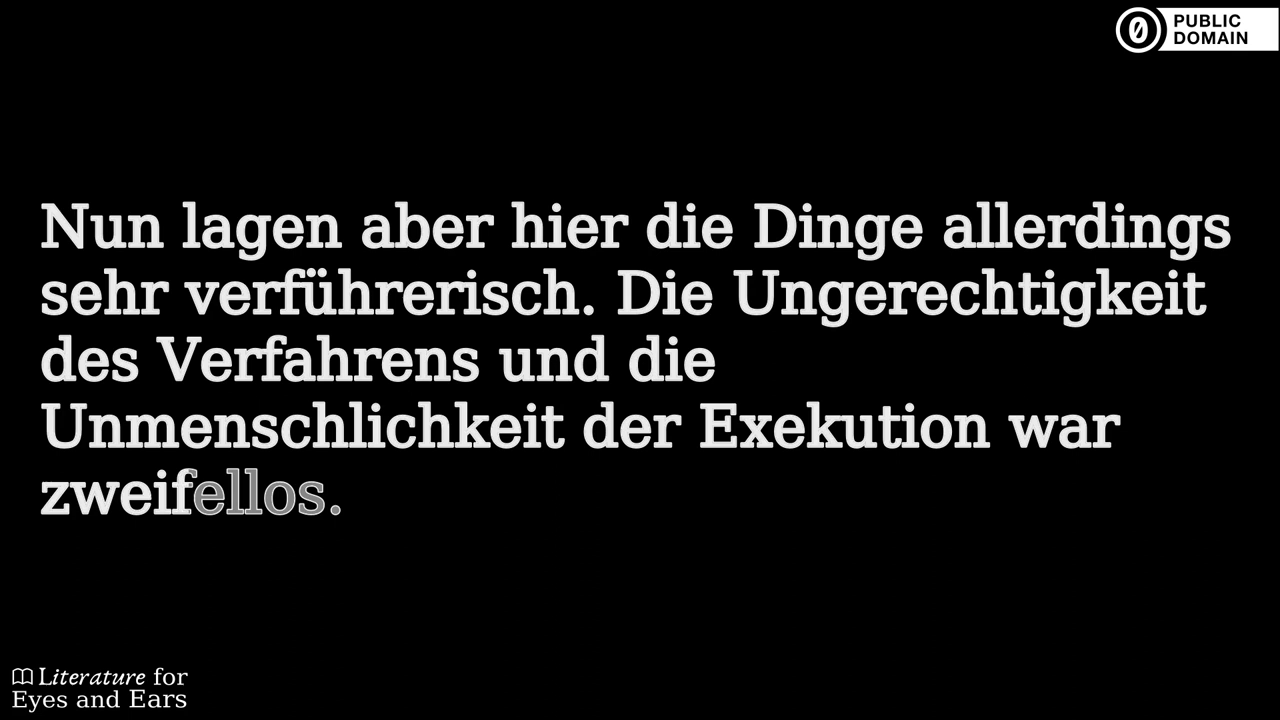 PUBLIC
DOMAIN
Nun lagen aber hier die Dinge allerdings
sehr verführerisch. Die Ungerechtigkeit
des Verfahrens und die
Unmenschlichkeit der Exekution war
zweifellos.
Literature for
Eyes and Ears